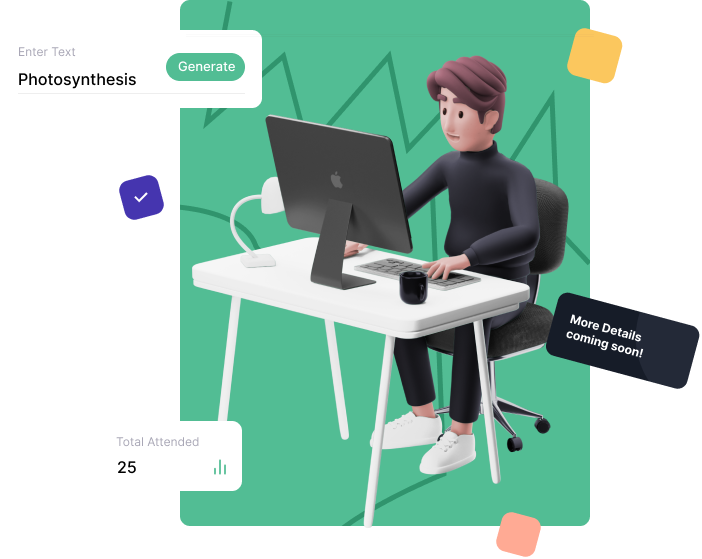 Enter Text
Photosynthesis
Generate
More Details
coming soon!
Total Attended
25